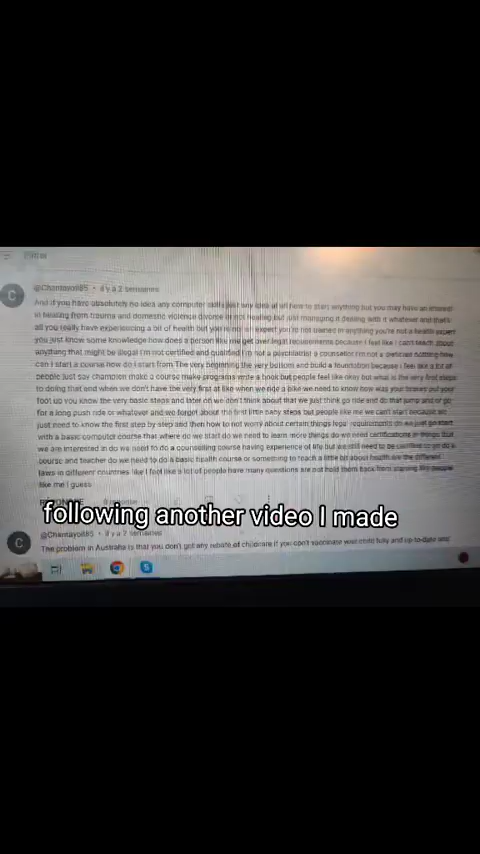 @Chantayoll85 • il y a 2 semaines
And if you have absolutely no idea any computer skills just any idea at all how to start anything but you may have an interest
in healing from trauma and domestic violence divorce or not healing but just managing it dealing with it whatever and that's
all you really have experiencing a bit of health but you're not an expert you're not trained in anything you're not a health expert
you just know some knowledge how does a person like me get over legal requirements because I feel like I can't teach about
anything that might be illegal I'm not certified and qualified I'm not a psychiatrist a counselor I'm not a dietician nothing how
can I start a course how do I start from The very beginning the very bottom and build a foundation because I feel like a lot of
people just say champion make a course make programs write a book but people feel like okay but what is the very first steps
to doing that and when we don't have the very first at like when we ride a bike we need to know how was your brakes put your
foot up you know the very basic steps and later on we don't think about that we just think go ride and do that jump and or go
for a long push ride or whatever and we forget about the first little baby steps but people like me we can't start because we
just need to know the first step by step and then how to not worry about certain things legal requirements do we just go start
with a basic computer course that where do we start do we need to learn more things do we need certifications in things that
we are interested in do we need to do a counselling course having experience of life but we still need to be certified to go do a
course and teacher do we need to do a basic health course or something to teach a little bit about health are the different
laws in different countries like I feel like a lot of people have many questions that hold them back from starting like people
like me I guess
RÉPONDRE
following another video I made
@Chantayoll85 • il y a 2 semaines
The problem in Australia is that you don't get any rebate of childcare if you don't vaccinate your child fully and up-to-date and